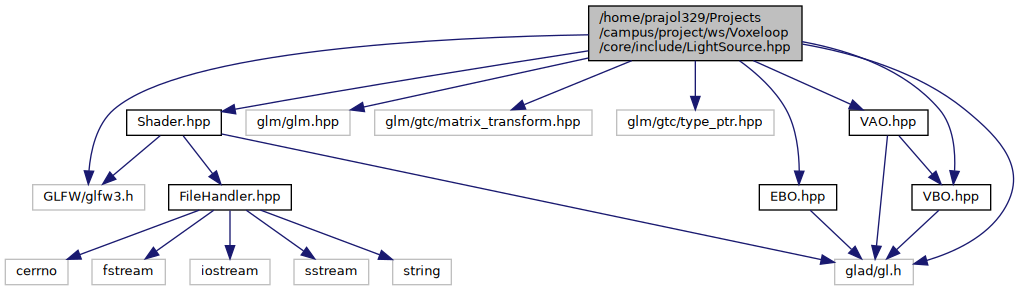 /home/prajol329/Projects
/campus/project/ws/Voxeloop
/core/include/LightSource.hpp
Shader.hpp
glm/glm.hpp
glm/gtc/matrix_transform.hpp
glm/gtc/type_ptr.hpp
VAO.hpp
GLFW/glfw3.h
FileHandler.hpp
EBO.hpp
VBO.hpp
cerrno
fstream
iostream
sstream
string
glad/gl.h